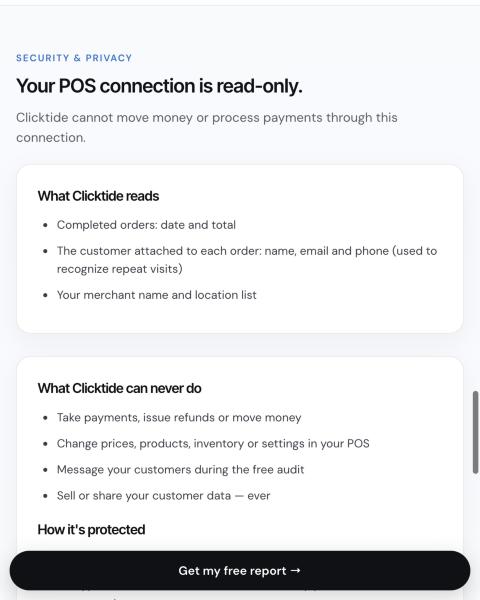 SECURITY & PRIVACY
Your POS connection is read-only.
Clicktide cannot move money or process payments through this
connection.
What Clicktide reads
• Completed orders: date and total
• The customer attached to each order: name, email and phone (used to
recognize repeat visits)
• Your merchant name and location list
What Clicktide can never do
• Take payments, issue refunds or move money
• Change prices, products, inventory or settings in your POS
• Message your customers during the free audit
• Sell or share your customer data — ever
How it's protected
Get my free report →